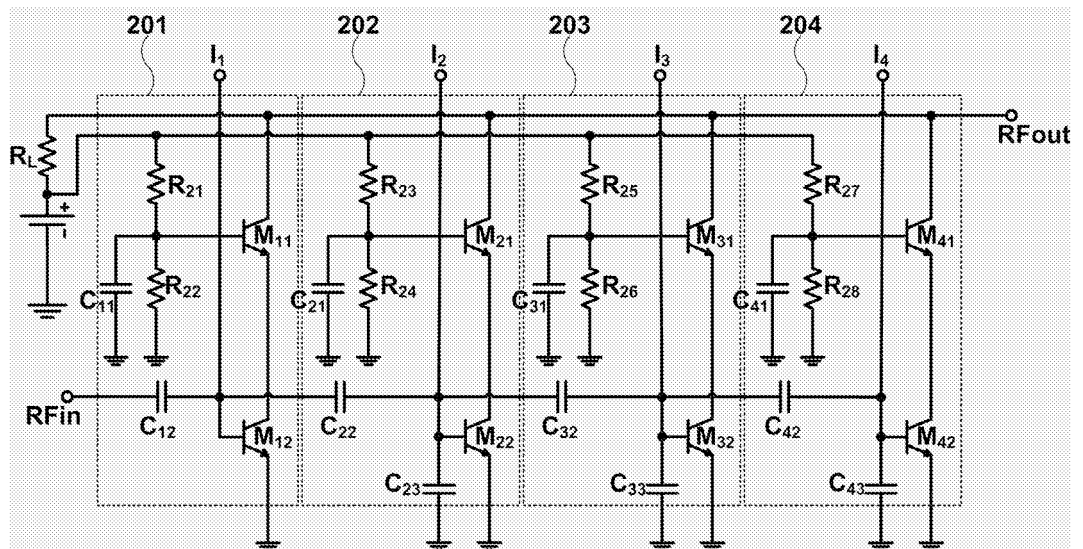 201 202 203 204
I1 I2 I3 I4
RFout
RL
R21 R23 R25 R27
+
M11 M21 M31 M41
C11 R22 C21 R24 C31 R26 C41 R28
RFin
C12 C22 C32 C42
M12 M22 M32 M42
C23 C33 C43